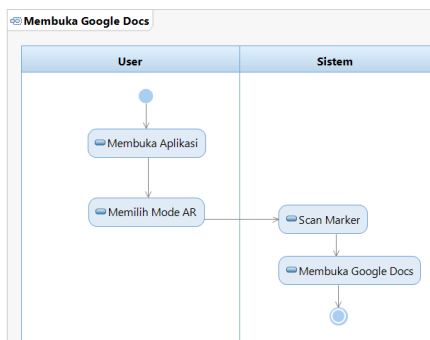 Membuka Google Docs
User
Sistem
Membuka Aplikasi
Memilih Mode AR
Scan Marker
Membuka Google Docs